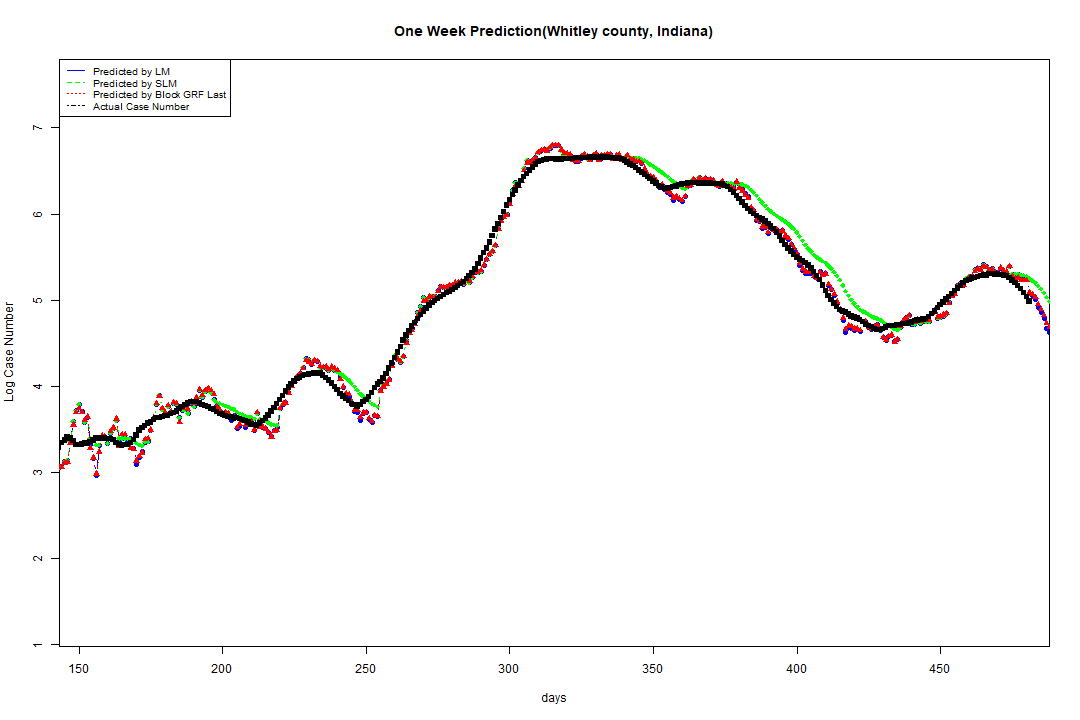 One Week Prediction(Whitley county, Indiana)
Predicted by LM
Predicted by SLM
Predicted by Block GRF Last
Actual Case Number
Log Case Number
7
6
5
4
3
2
1
150 200 250 300 350 400 450
days